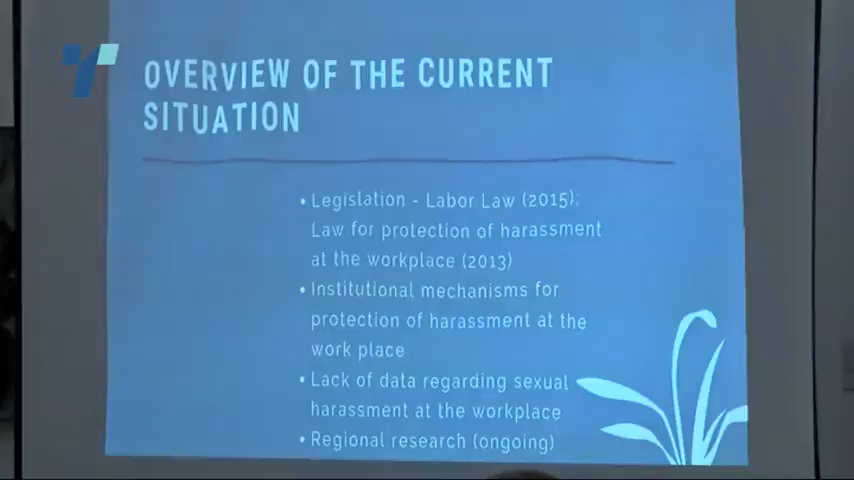 OVERVIEW OF THE CURRENT
SITUATION
• Legislation - Labor Law (2015);
Law for protection of harassment
at the workplace (2013)
• Institutional mechanisms for
protection of harassment at the
work place
• Lack of data regarding sexual
harassment at the workplace
• Regional research (ongoing)